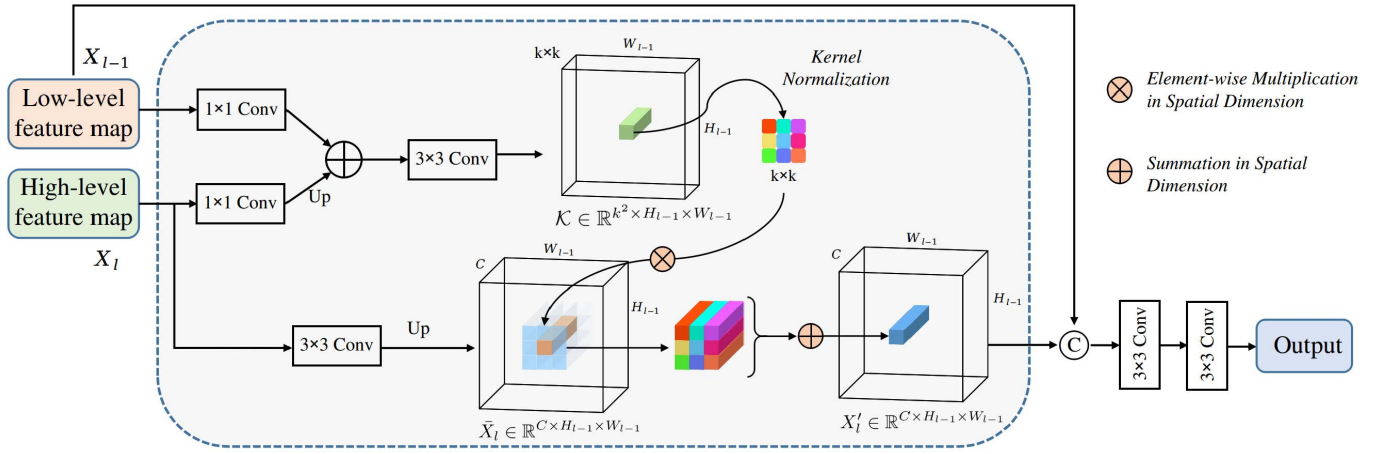 X_{l-1}
Low-level
feature map
High-level
feature map
X_l
1×1 Conv
1×1 Conv
Up
3×3 Conv
k×k
W_{l-1}
H_{l-1}
𝒦 ∈ ℝ^{k²×H_{l-1}×W_{l-1}}
Kernel
Normalization
k×k
3×3 Conv
Up
C
W_{l-1}
H_{l-1}
X̄_l ∈ ℝ^{C×H_{l-1}×W_{l-1}}
C
W_{l-1}
H_{l-1}
X′_l ∈ ℝ^{C×H_{l-1}×W_{l-1}}
Element-wise Multiplication
in Spatial Dimension
Summation in Spatial
Dimension
C
3×3 Conv
3×3 Conv
Output